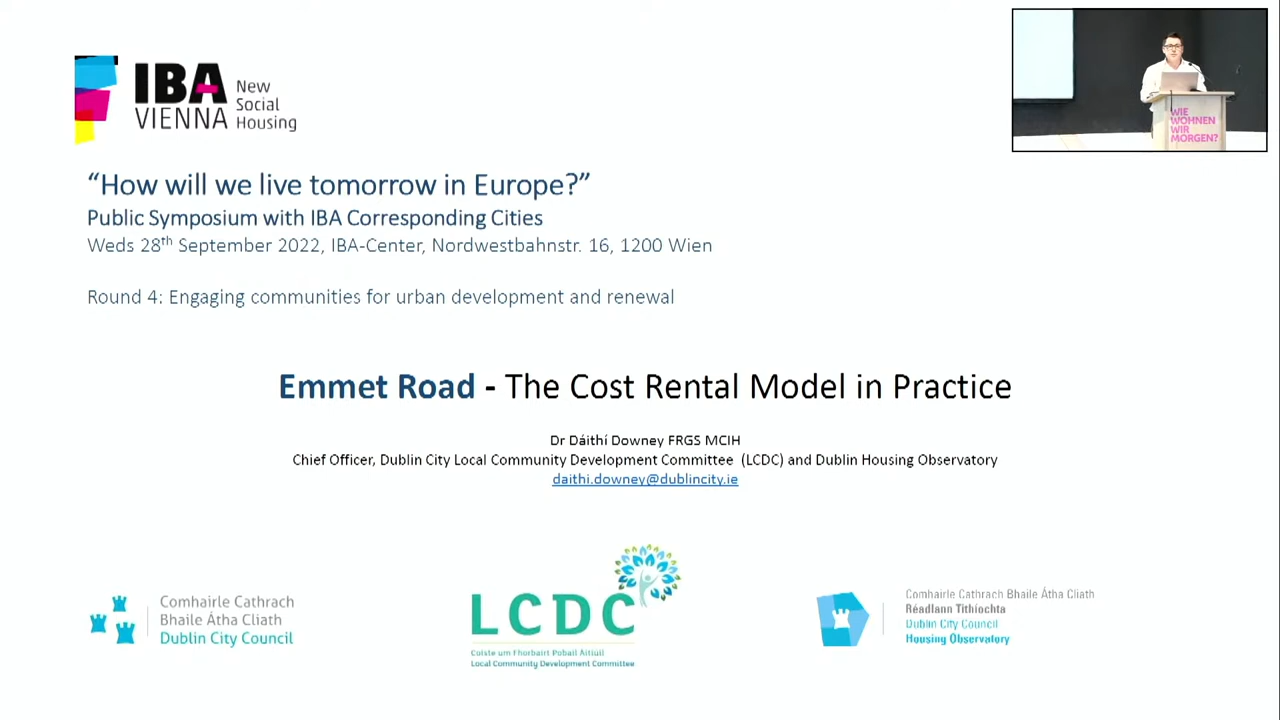 IBA
VIENNA
New
Social
Housing
WIE
WOHNEN
WIR
MORGEN?
“How will we live tomorrow in Europe?”
Public Symposium with IBA Corresponding Cities
Weds 28th September 2022, IBA-Center, Nordwestbahnstr. 16, 1200 Wien
Round 4: Engaging communities for urban development and renewal
Emmet Road - The Cost Rental Model in Practice
Dr Dáithí Downey FRGS MCIH
Chief Officer, Dublin City Local Community Development Committee (LCDC) and Dublin Housing Observatory
daithi.downey@dublincity.ie
Comhairle Cathrach
Bhaile Átha Cliath
Dublin City Council
LCDC
Coiste um Fhorbairt Pobail Áitiúil
Local Community Development Committee
Comhairle Cathrach Bhaile Átha Cliath
Réadlann Tithíochta
Dublin City Council
Housing Observatory